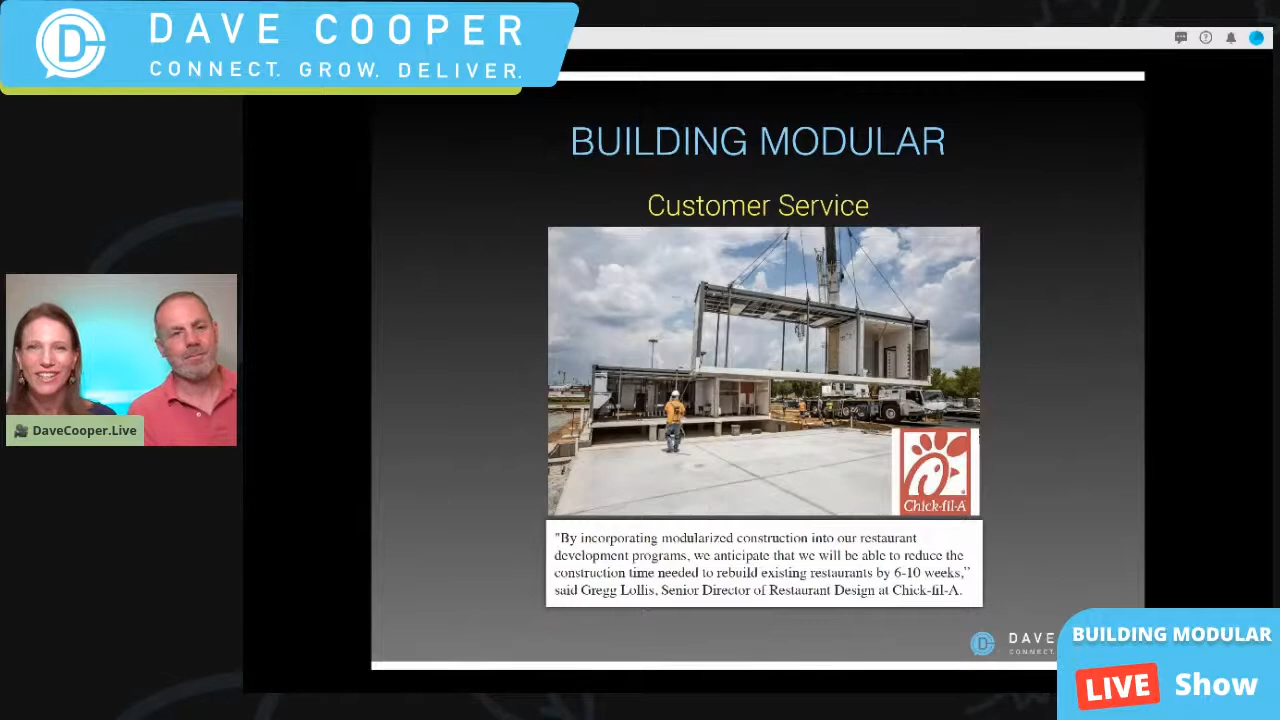 DAVE COOPER
CONNECT. GROW. DELIVER.
BUILDING MODULAR
Customer Service
Chick-fil-A
"By incorporating modularized construction into our restaurant
development programs, we anticipate that we will be able to reduce the
construction time needed to rebuild existing restaurants by 6-10 weeks,"
said Gregg Lollis, Senior Director of Restaurant Design at Chick-fil-A.
DaveCooper.Live
DAVE
CONNECT.
BUILDING MODULAR
LIVE Show